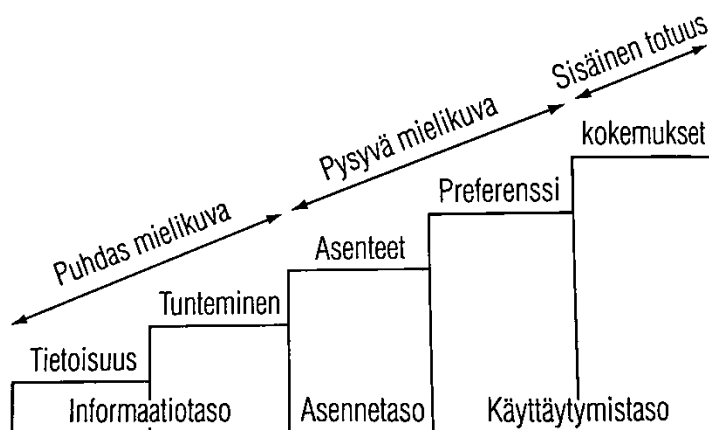 Sisäinen totuus
Pysyvä mielikuva
Puhdas mielikuva
kokemukset
Preferenssi
Asenteet
Tunteminen
Tietoisuus
Informaatiotaso
Asennetaso
Käyttäytymistaso